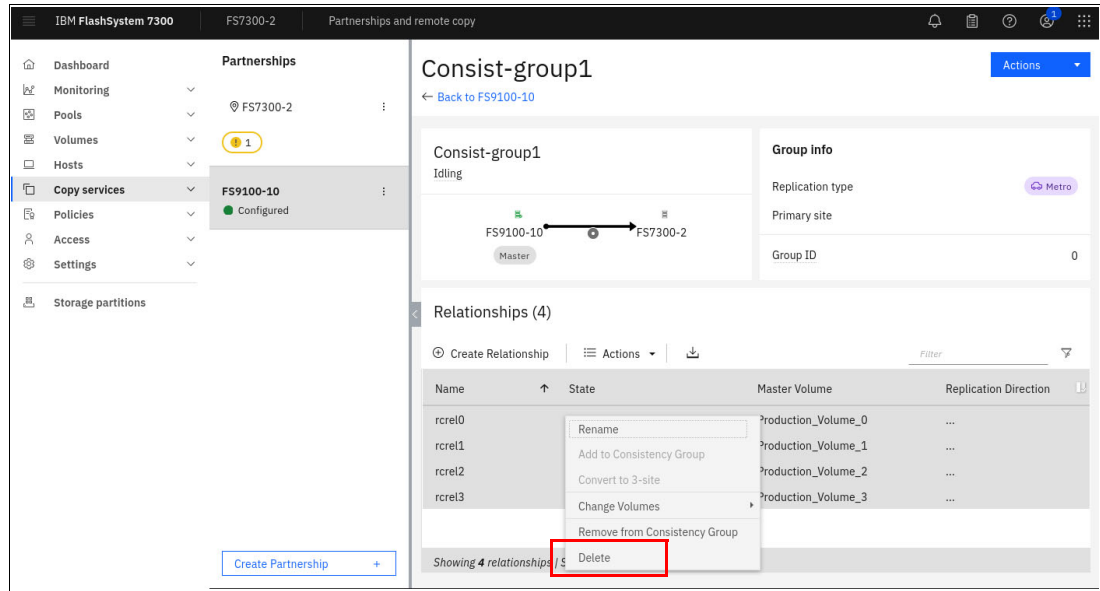 IBM FlashSystem 7300
FS7300-2
Partnerships and remote copy
1
Dashboard
Monitoring
Pools
Volumes
Hosts
Copy services
Policies
Access
Settings
Storage partitions
Partnerships
FS7300-2
1
FS9100-10
Configured
Create Partnership +
Consist-group1
Actions
← Back to FS9100-10
Consist-group1
Idling
FS9100-10
FS7300-2
Master
Group info
Replication type
Metro
Primary site
Group ID
0
Relationships (4)
Create Relationship
Actions
Filter
Name ↑ State Master Volume Replication Direction
rcrel0 Production_Volume_0 ...
rcrel1 Production_Volume_1 ...
rcrel2 Production_Volume_2 ...
rcrel3 Production_Volume_3 ...
Rename
Add to Consistency Group
Convert to 3-site
Change Volumes
Remove from Consistency Group
Delete
Showing 4 relationships |